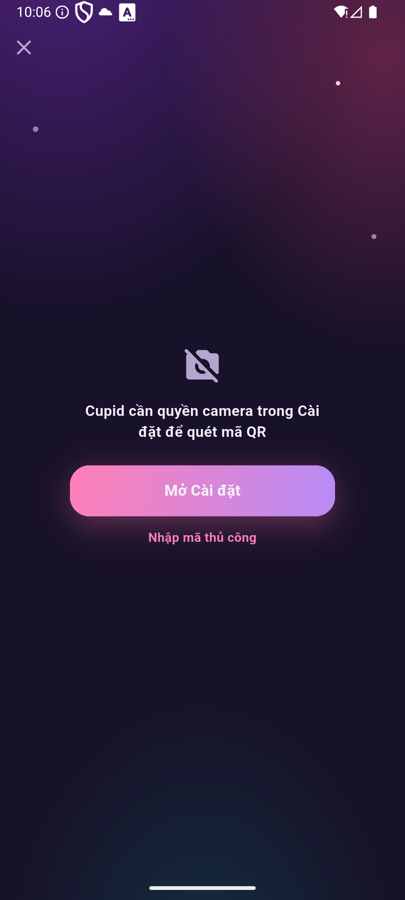 10:06
A
Cupid cần quyền camera trong Cài
đặt để quét mã QR
Mở Cài đặt
Nhập mã thủ công